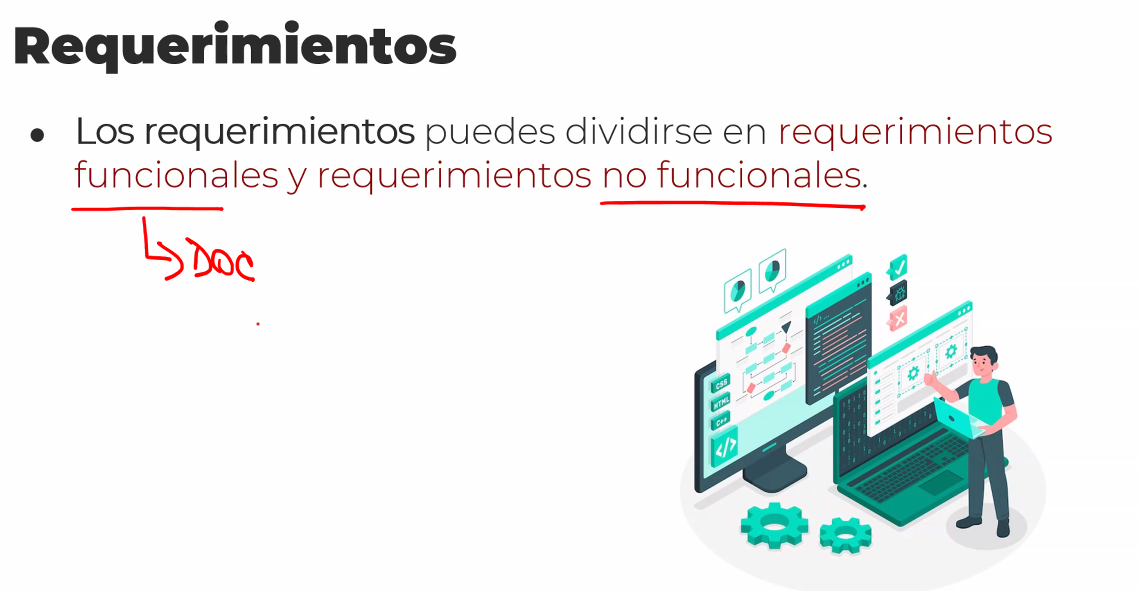 Requerimientos
• Los requerimientos puedes dividirse en requerimientos
funcionales y requerimientos no funcionales.
DOC
CSS
HTML
C++
</>